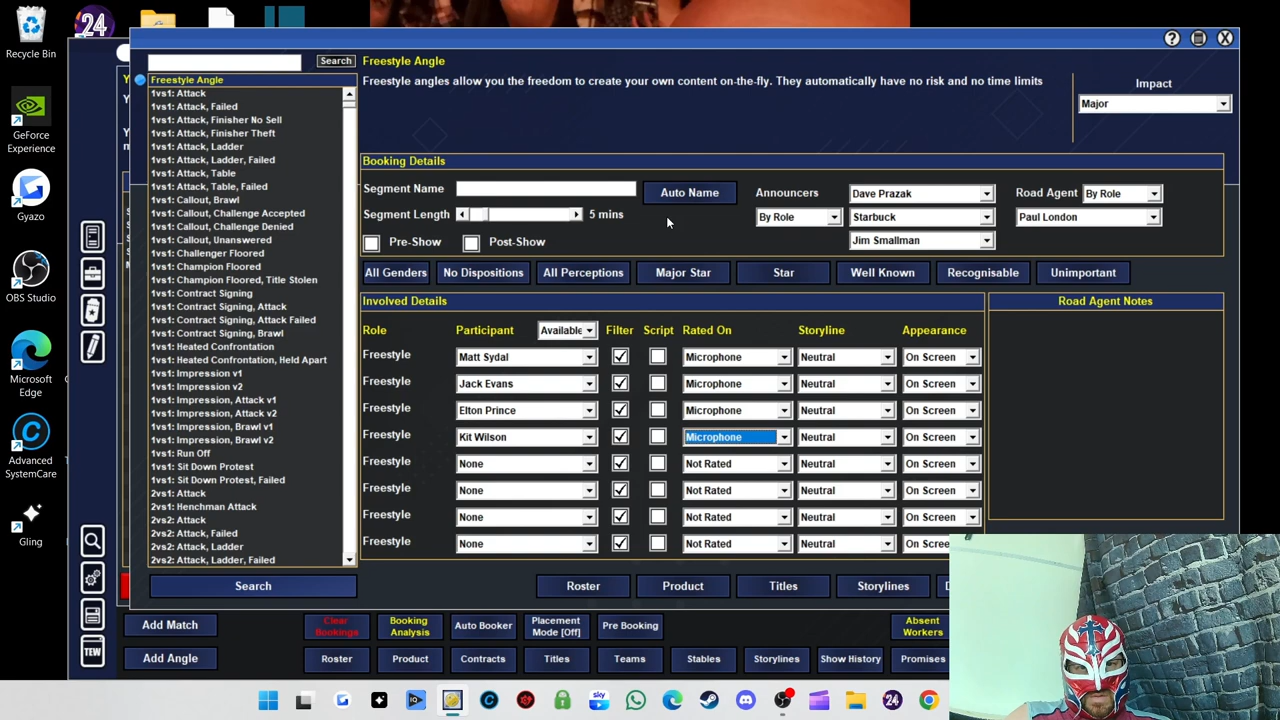 Recycle Bin
GeForce
Experience
Gyazo
OBS Studio
Microsoft
Edge
Advanced
SystemCare
Gling
24
TEW
Search
Freestyle Angle
1vs1: Attack
1vs1: Attack, Failed
1vs1: Attack, Finisher No Sell
1vs1: Attack, Finisher Theft
1vs1: Attack, Ladder
1vs1: Attack, Ladder, Failed
1vs1: Attack, Table
1vs1: Attack, Table, Failed
1vs1: Callout, Brawl
1vs1: Callout, Challenge Accepted
1vs1: Callout, Challenge Denied
1vs1: Callout, Unanswered
1vs1: Challenger Floored
1vs1: Champion Floored
1vs1: Champion Floored, Title Stolen
1vs1: Contract Signing
1vs1: Contract Signing, Attack
1vs1: Contract Signing, Attack Failed
1vs1: Contract Signing, Brawl
1vs1: Heated Confrontation
1vs1: Heated Confrontation, Held Apart
1vs1: Impression v1
1vs1: Impression v2
1vs1: Impression, Attack v1
1vs1: Impression, Attack v2
1vs1: Impression, Brawl v1
1vs1: Impression, Brawl v2
1vs1: Run Off
1vs1: Sit Down Protest
1vs1: Sit Down Protest, Failed
2vs1: Attack
2vs1: Henchman Attack
2vs2: Attack
2vs2: Attack, Failed
2vs2: Attack, Ladder
2vs2: Attack, Ladder, Failed
Search
Freestyle Angle
Freestyle angles allow you the freedom to create your own content on-the-fly. They automatically have no risk and no time limits
Impact
Major
Booking Details
Segment Name Auto Name Announcers Dave Prazak Road Agent By Role
Segment Length 5 mins By Role Starbuck Paul London
Pre-Show Post-Show Jim Smallman
All Genders No Dispositions All Perceptions Major Star Star Well Known Recognisable Unimportant
Involved Details Road Agent Notes
Role Participant Available Filter Script Rated On Storyline Appearance
Freestyle Matt Sydal Microphone Neutral On Screen
Freestyle Jack Evans Microphone Neutral On Screen
Freestyle Elton Prince Microphone Neutral On Screen
Freestyle Kit Wilson Microphone Neutral On Screen
Freestyle None Not Rated Neutral On Screen
Freestyle None Not Rated Neutral On Screen
Freestyle None Not Rated Neutral On Screen
Freestyle None Not Rated Neutral On Scree
Roster Product Titles Storylines
Add Match Clear Bookings Booking Analysis Auto Booker Placement Mode [Off] Pre Booking Absent Workers
Add Angle Roster Product Contracts Titles Teams Stables Storylines Show History Promises
sky
24